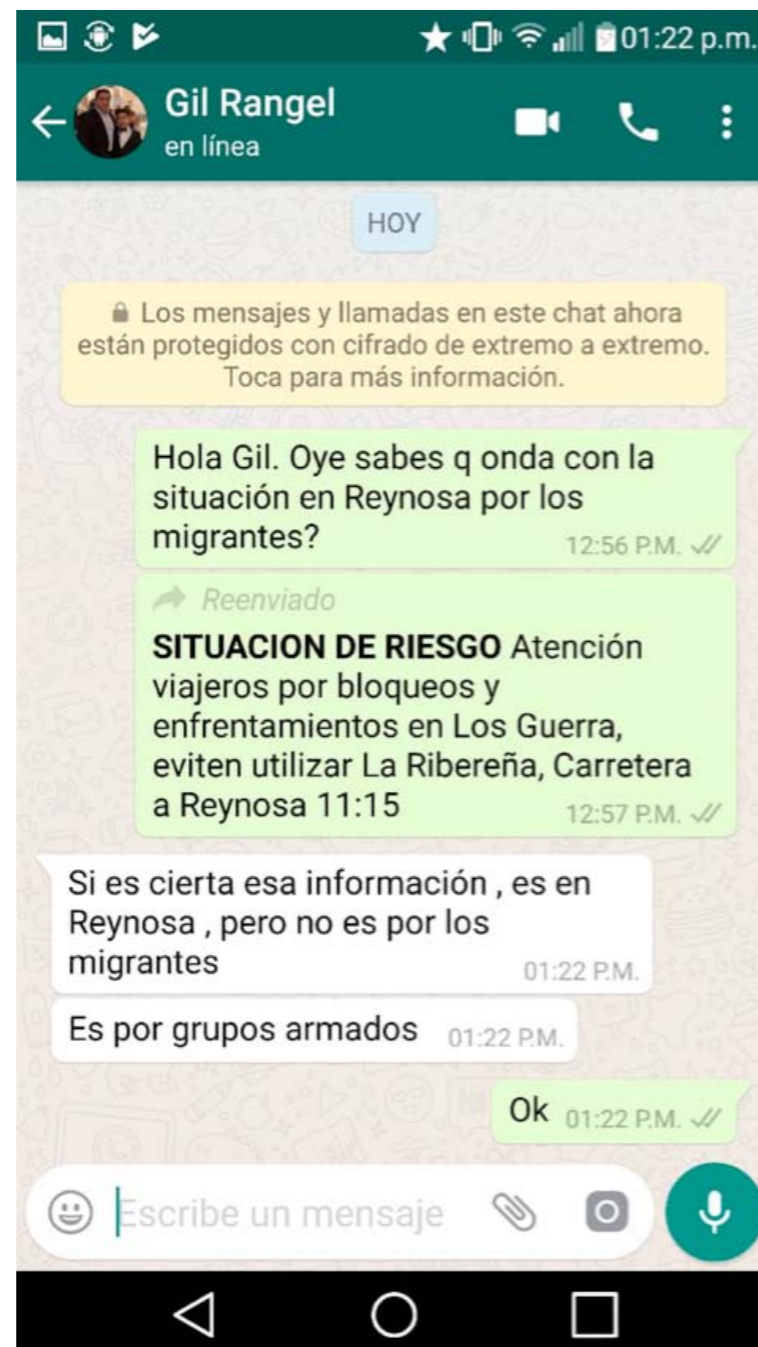 01:22 p.m.
Gil Rangel
en línea
HOY
Los mensajes y llamadas en este chat ahora
están protegidos con cifrado de extremo a extremo.
Toca para más información.
Hola Gil. Oye sabes q onda con la
situación en Reynosa por los
migrantes?
12:56 P.M.
Reenviado
SITUACION DE RIESGO Atención
viajeros por bloqueos y
enfrentamientos en Los Guerra,
eviten utilizar La Ribereña, Carretera
a Reynosa 11:15
12:57 P.M.
Si es cierta esa información , es en
Reynosa , pero no es por los
migrantes
01:22 P.M.
Es por grupos armados 01:22 P.M.
Ok 01:22 P.M.
Escribe un mensaje